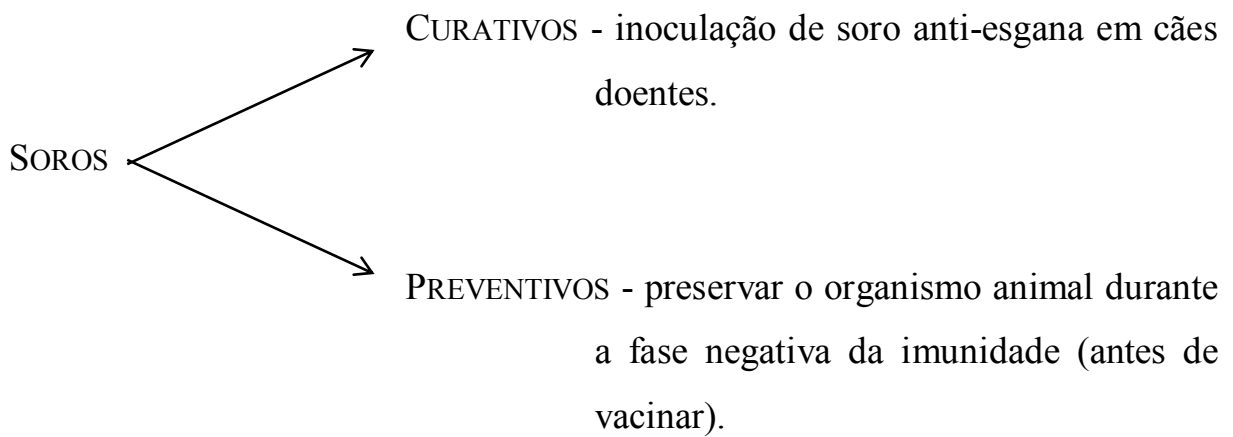 CURATIVOS - inoculação de soro anti-esgana em cães
doentes.
SOROS
PREVENTIVOS - preservar o organismo animal durante
a fase negativa da imunidade (antes de
vacinar).